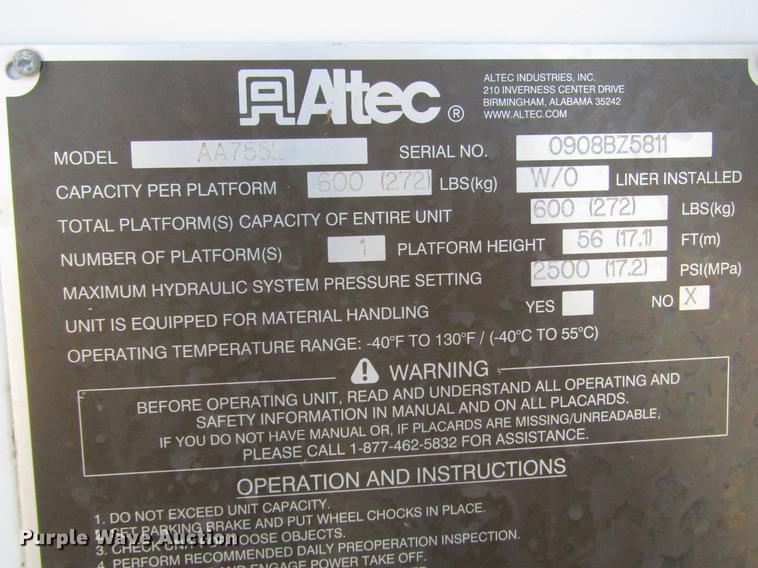 Altec®
ALTEC INDUSTRIES, INC.
210 INVERNESS CENTER DRIVE
BIRMINGHAM, ALABAMA 35242
WWW.ALTEC.COM
MODEL AA755L SERIAL NO. 0908BZ5811
CAPACITY PER PLATFORM 600 (272) LBS(kg) W/O LINER INSTALLED
TOTAL PLATFORM(S) CAPACITY OF ENTIRE UNIT 600 (272) LBS(kg)
NUMBER OF PLATFORM(S) 1 PLATFORM HEIGHT 56 (17.1) FT(m)
MAXIMUM HYDRAULIC SYSTEM PRESSURE SETTING 2500 (17.2) PSI(MPa)
UNIT IS EQUIPPED FOR MATERIAL HANDLING YES NO X
OPERATING TEMPERATURE RANGE: -40°F TO 130°F / (-40°C TO 55°C)
WARNING
BEFORE OPERATING UNIT, READ AND UNDERSTAND ALL OPERATING AND
SAFETY INFORMATION IN MANUAL AND ON ALL PLACARDS.
IF YOU DO NOT HAVE MANUAL OR, IF PLACARDS ARE MISSING/UNREADABLE,
PLEASE CALL 1-877-462-5832 FOR ASSISTANCE.
OPERATION AND INSTRUCTIONS
1. DO NOT EXCEED UNIT CAPACITY.
SET PARKING BRAKE AND PUT WHEEL CHOCKS IN PLACE.
3. CHECK UNIT LOOSE OBJECTS.
4. PERFORM RECOMMENDED DAILY PREOPERATION INSPECTION.
AND ENGAGE POWER TAKE OFF.
Purple Wave Auction